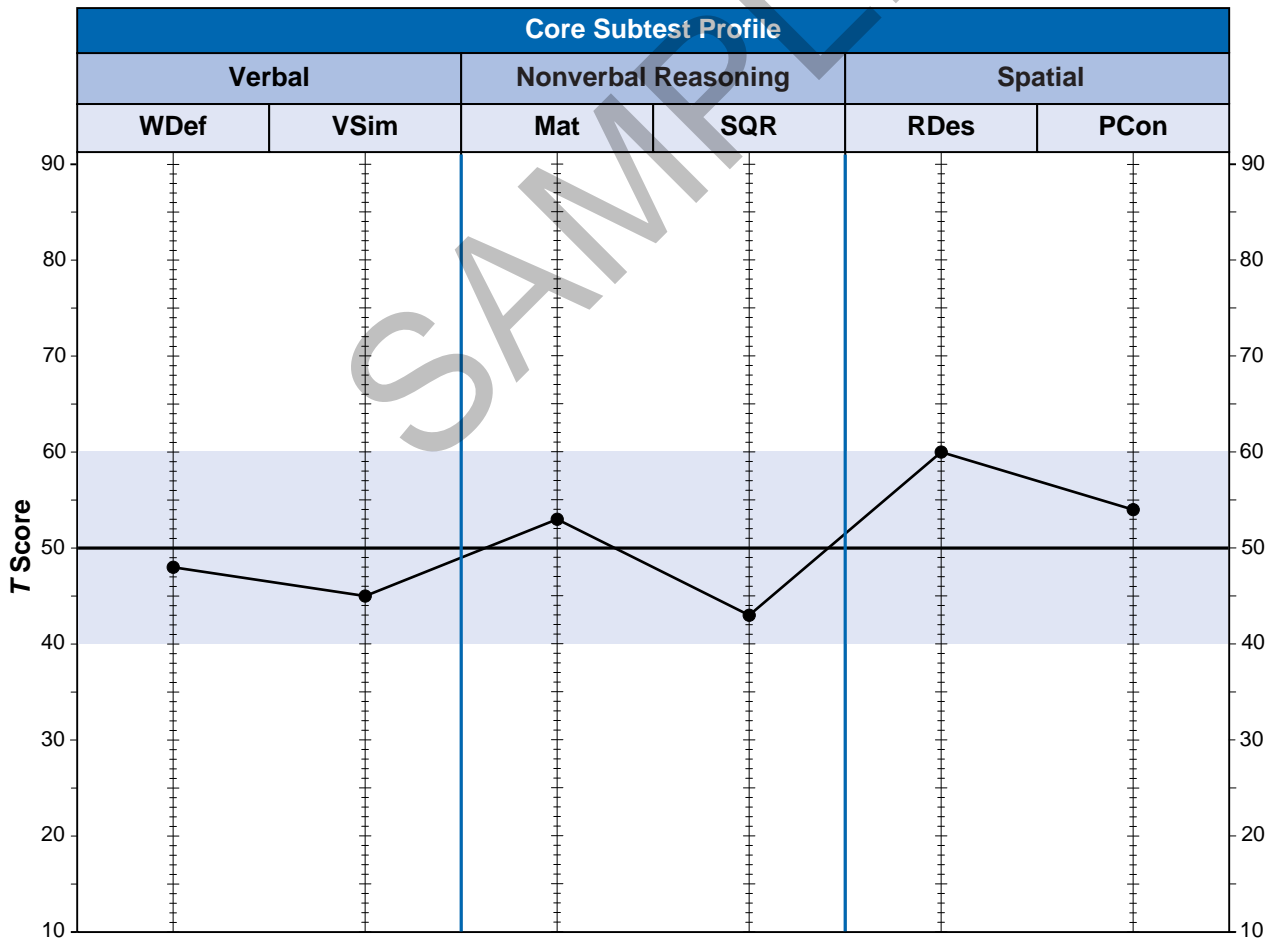 Core Subtest Profile
Verbal Nonverbal Reasoning Spatial
WDef VSim Mat SQR RDes PCon
90 90
80 80
70 70
60 60
50 50
40 40
30 30
20 20
10 10
T Score
SAMPLE